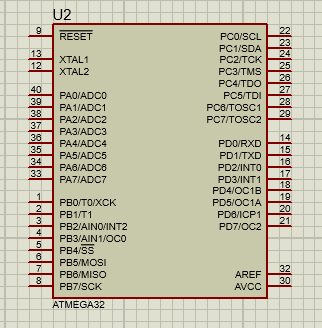 U2
9 RESET PC0/SCL 22
PC1/SDA 23
13 XTAL1 PC2/TCK 24
12 XTAL2 PC3/TMS 25
PC4/TDO 26
40 PA0/ADC0 PC5/TDI 27
39 PA1/ADC1 PC6/TOSC1 28
38 PA2/ADC2 PC7/TOSC2 29
37 PA3/ADC3
36 PA4/ADC4 PD0/RXD 14
35 PA5/ADC5 PD1/TXD 15
34 PA6/ADC6 PD2/INT0 16
33 PA7/ADC7 PD3/INT1 17
PD4/OC1B 18
1 PB0/T0/XCK PD5/OC1A 19
2 PB1/T1 PD6/ICP1 20
3 PB2/AIN0/INT2 PD7/OC2 21
4 PB3/AIN1/OC0
5 PB4/SS
6 PB5/MOSI
7 PB6/MISO AREF 32
8 PB7/SCK AVCC 30
ATMEGA32